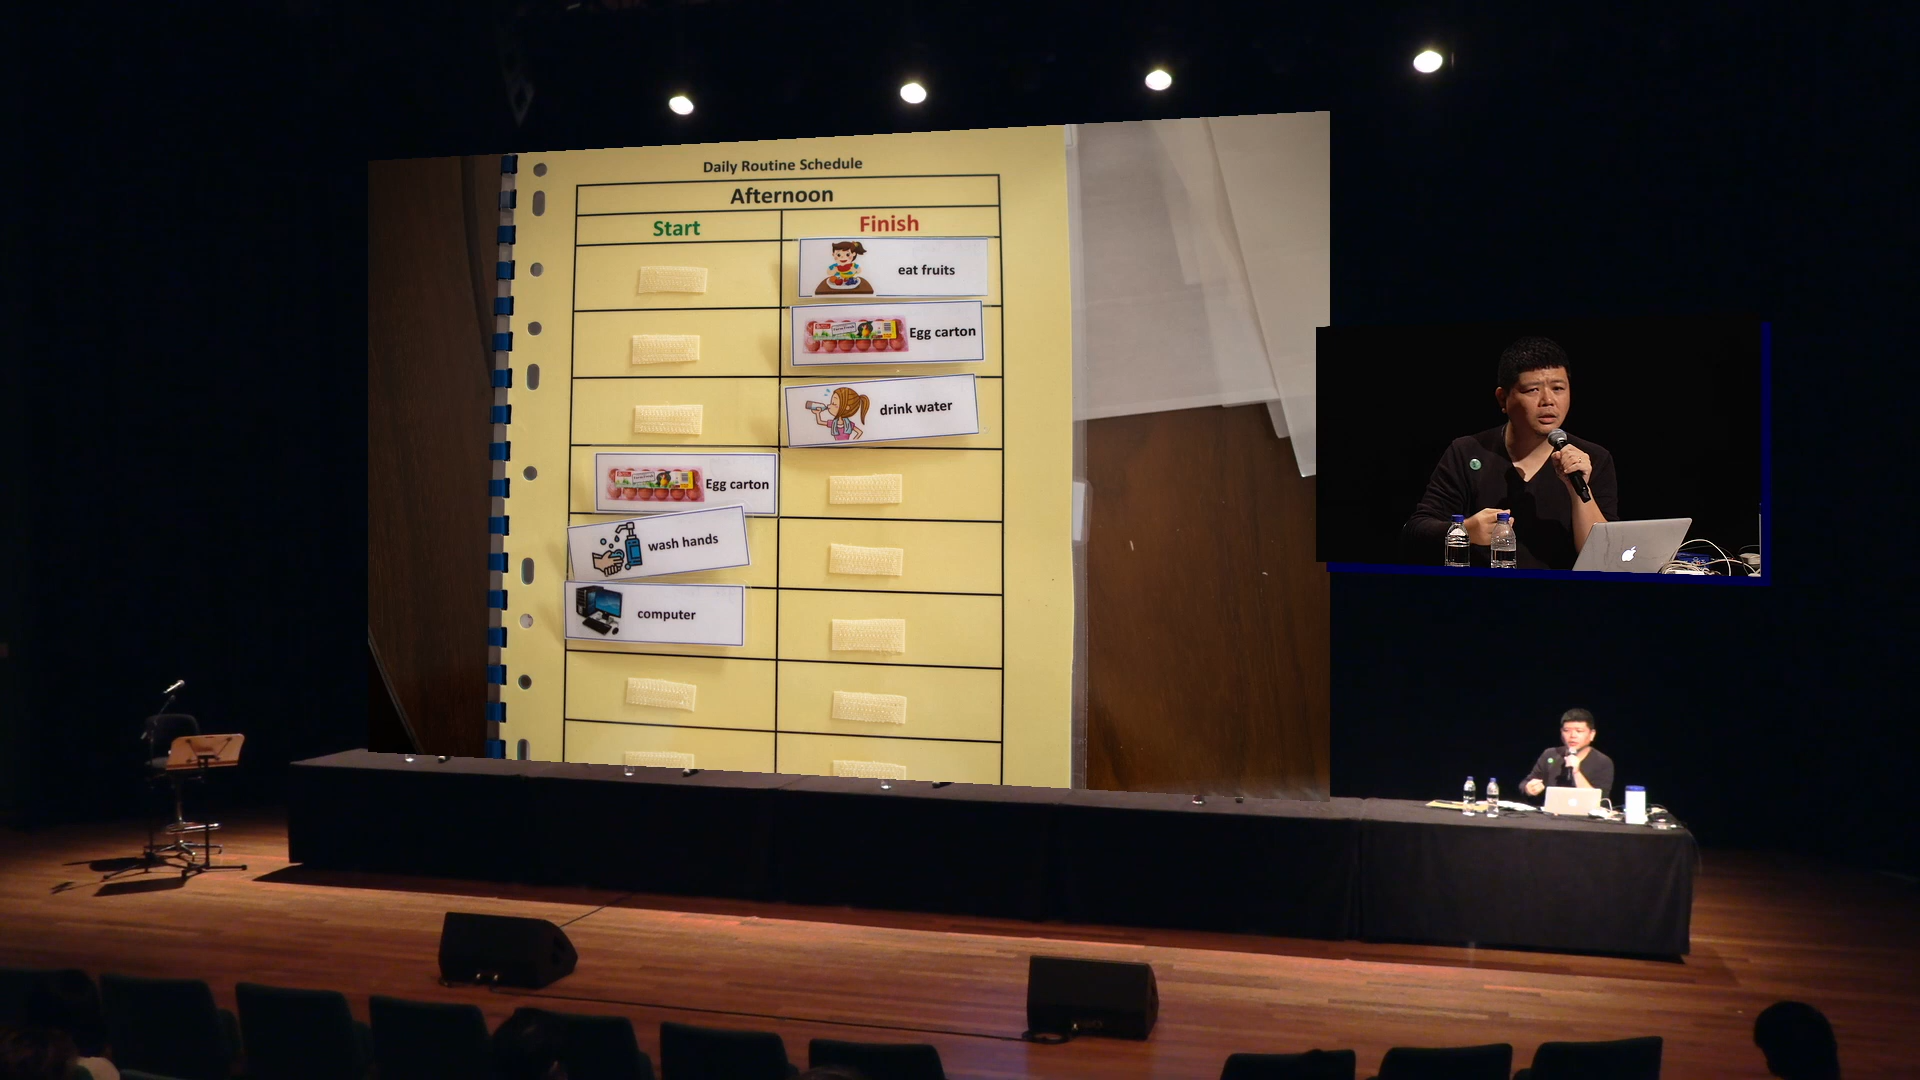 Daily Routine Schedule
Afternoon
Start Finish
eat fruits
Egg carton
drink water
Egg carton
wash hands
computer